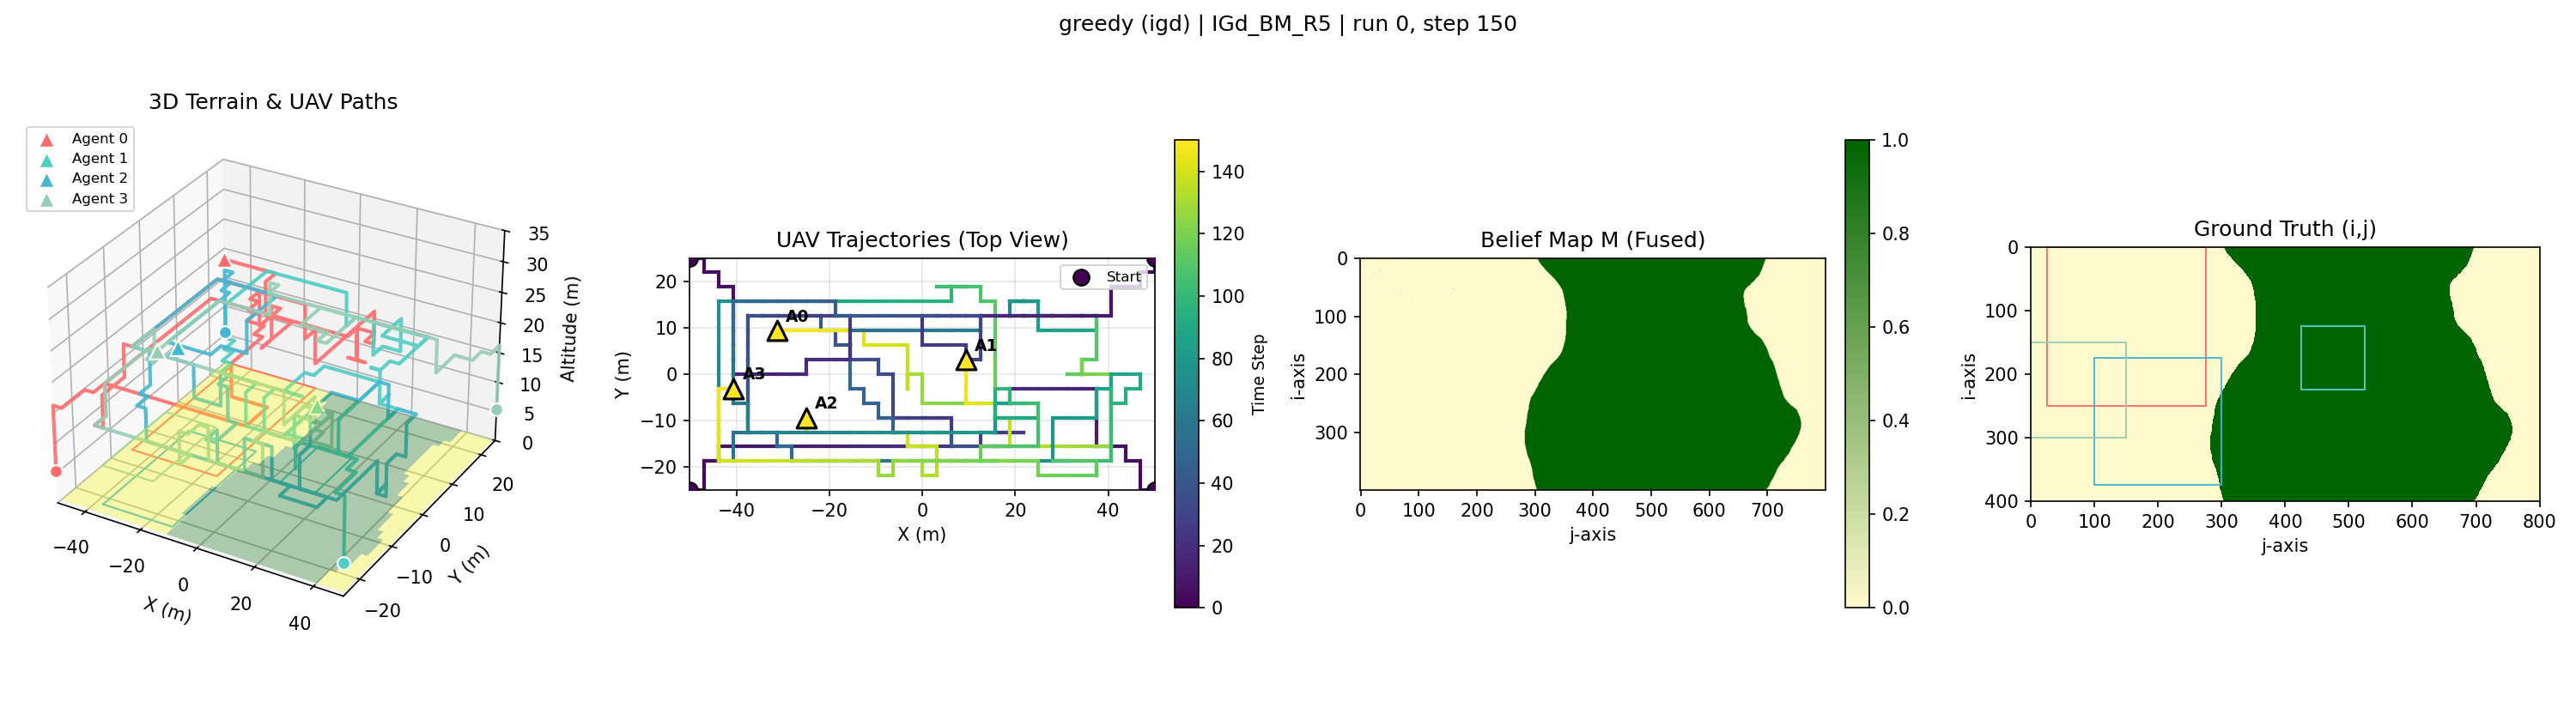 greedy (igd) | IGd_BM_R5 | run 0, step 150
3D Terrain & UAV Paths
Agent 0
Agent 1
Agent 2
Agent 3
35
30
25
20
15
10
5
0
Altitude (m)
−40
−20
0
20
40
X (m)
20
10
0
−10
−20
Y (m)
UAV Trajectories (Top View)
Start
A0
A1
A3
A2
20
10
0
−10
−20
Y (m)
−40
−20
0
20
40
X (m)
140
120
100
80
60
40
20
0
Time Step
Belief Map M (Fused)
0
100
200
300
i-axis
0
100
200
300
400
500
600
700
j-axis
1.0
0.8
0.6
0.4
0.2
0.0
Ground Truth (i,j)
0
100
200
300
400
i-axis
0
100
200
300
400
500
600
700
800
j-axis